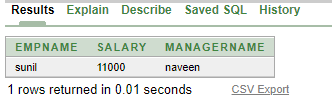 Results Explain Describe Saved SQL History
EMPNAME SALARY MANAGERNAME
sunil 11000 naveen
1 rows returned in 0.01 seconds CSV Export